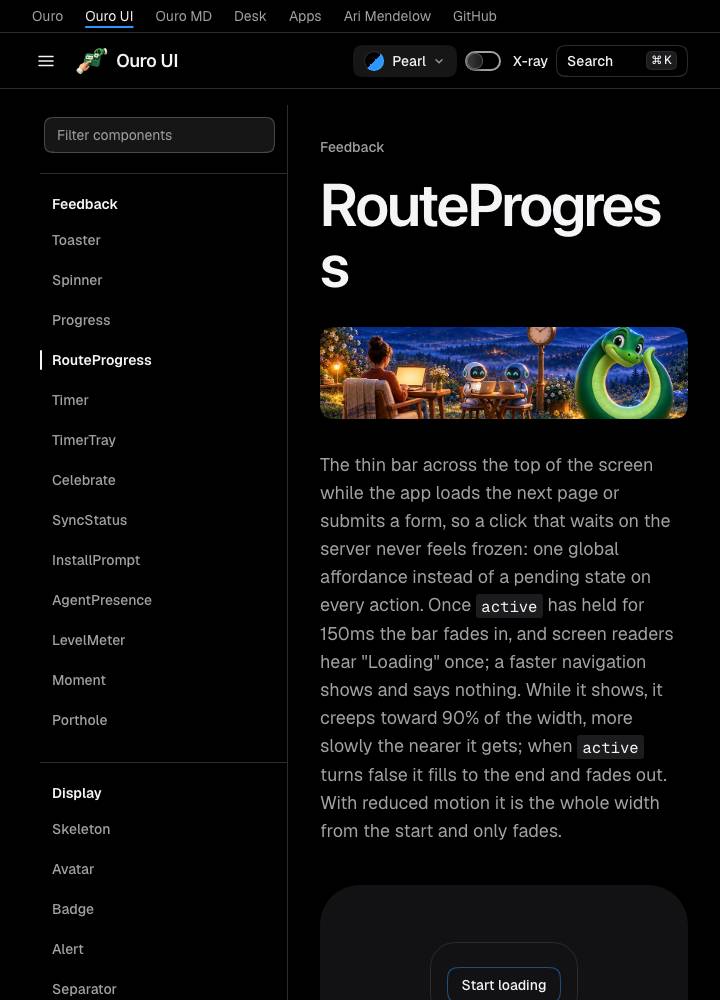 Ouro Ouro UI Ouro MD Desk Apps Ari Mendelow GitHub
Ouro UI Pearl X-ray Search ⌘ K
Filter components
Feedback
Toaster
Spinner
Progress
RouteProgress
Timer
TimerTray
Celebrate
SyncStatus
InstallPrompt
AgentPresence
LevelMeter
Moment
Porthole
Display
Skeleton
Avatar
Badge
Alert
Separator
Feedback
RouteProgres
s
The thin bar across the top of the screen
while the app loads the next page or
submits a form, so a click that waits on the
server never feels frozen: one global
affordance instead of a pending state on
every action. Once active has held for
150ms the bar fades in, and screen readers
hear "Loading" once; a faster navigation
shows and says nothing. While it shows, it
creeps toward 90% of the width, more
slowly the nearer it gets; when active
turns false it fills to the end and fades out.
With reduced motion it is the whole width
from the start and only fades.
Start loading